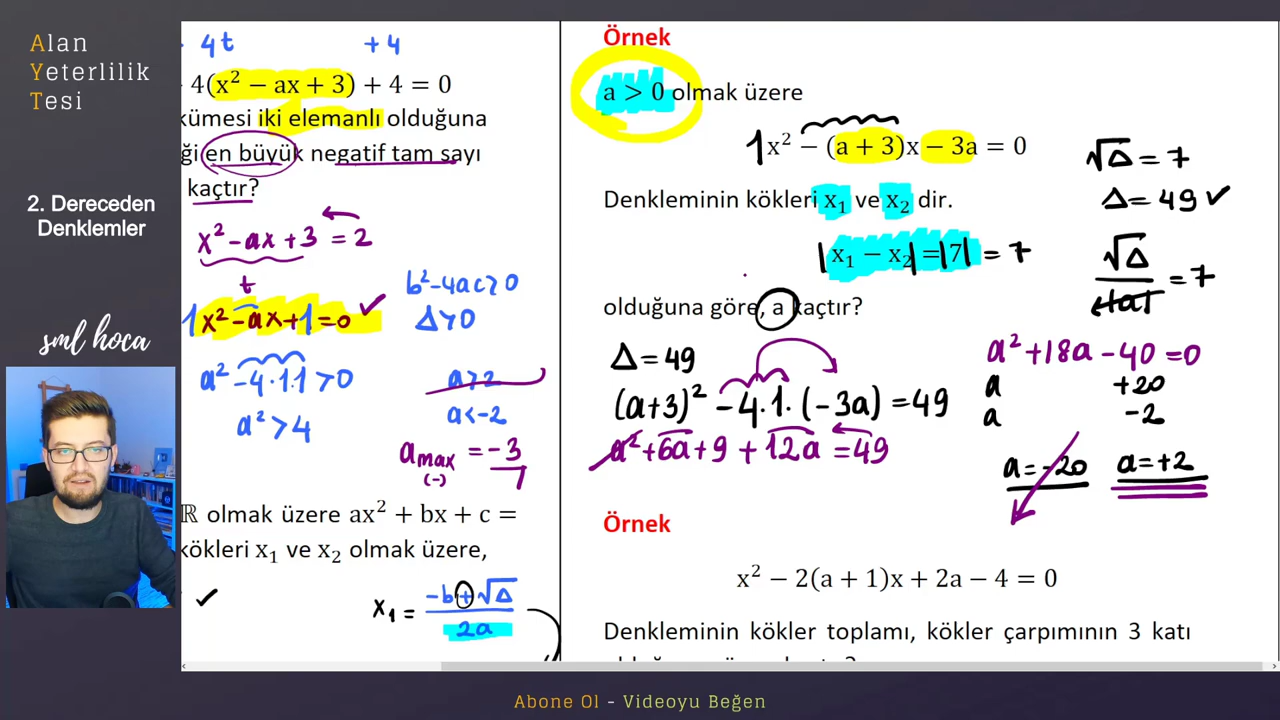 Alan
Yeterlilik
Tesi
2. Dereceden
Denklemler
sml hoca
4t +4
4(x² − ax + 3) + 4 = 0
kümesi iki elemanlı olduğuna
en büyük negatif tam sayı
kaçtır?
x² - ax + 3 = 2
t
1x² - ax + 1 = 0 ✓
b² - 4ac > 0
Δ > 0
a² - 4·1·1 > 0
a² > 4
a > 2
a < -2
amax = -3
(-)
ℝ olmak üzere ax² + bx + c =
kökleri x₁ ve x₂ olmak üzere,
✓
x₁ = -b + √Δ
2a
Örnek
a > 0 olmak üzere
1x² − (a + 3)x − 3a = 0
Denkleminin kökleri x₁ ve x₂ dir.
|x₁ − x₂| = |7| = 7
olduğuna göre, a kaçtır?
Δ = 49
(a+3)² - 4·1·(-3a) = 49
a² + 6a + 9 + 12a = 49
√Δ = 7
Δ = 49 ✓
√Δ
|a| = 7
a² + 18a - 40 = 0
a +20
a -2
a = -20 a = +2
Örnek
x² − 2(a + 1)x + 2a − 4 = 0
Denkleminin kökler toplamı, kökler çarpımının 3 katı
Abone Ol - Videoyu Beğen